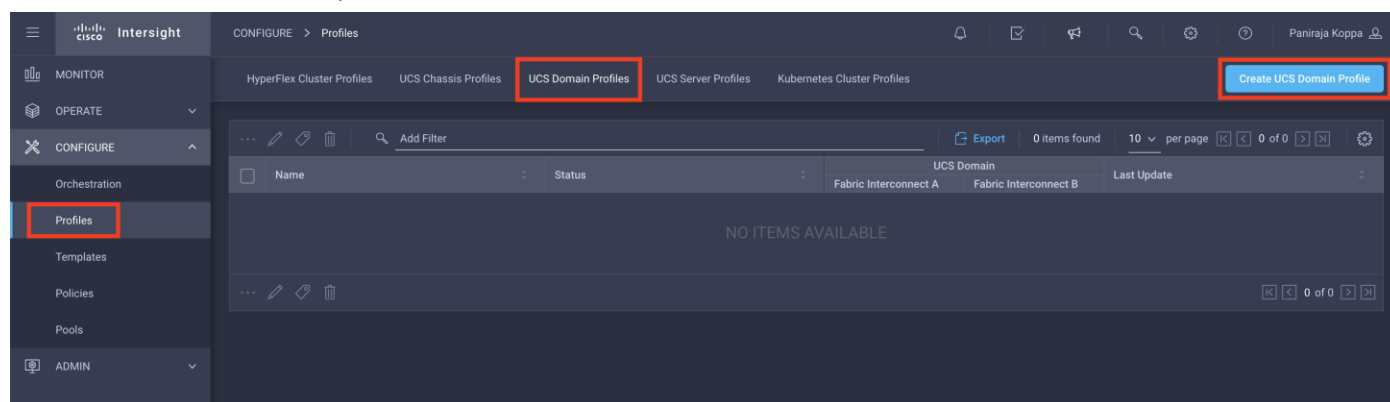 cisco Intersight
CONFIGURE > Profiles
Paniraja Koppa
MONITOR
OPERATE
CONFIGURE
Orchestration
Profiles
Templates
Policies
Pools
ADMIN
HyperFlex Cluster Profiles UCS Chassis Profiles UCS Domain Profiles UCS Server Profiles Kubernetes Cluster Profiles
Create UCS Domain Profile
... Add Filter Export 0 items found 10 per page 0 of 0
Name Status UCS Domain Last Update
Fabric Interconnect A Fabric Interconnect B
NO ITEMS AVAILABLE
... 0 of 0